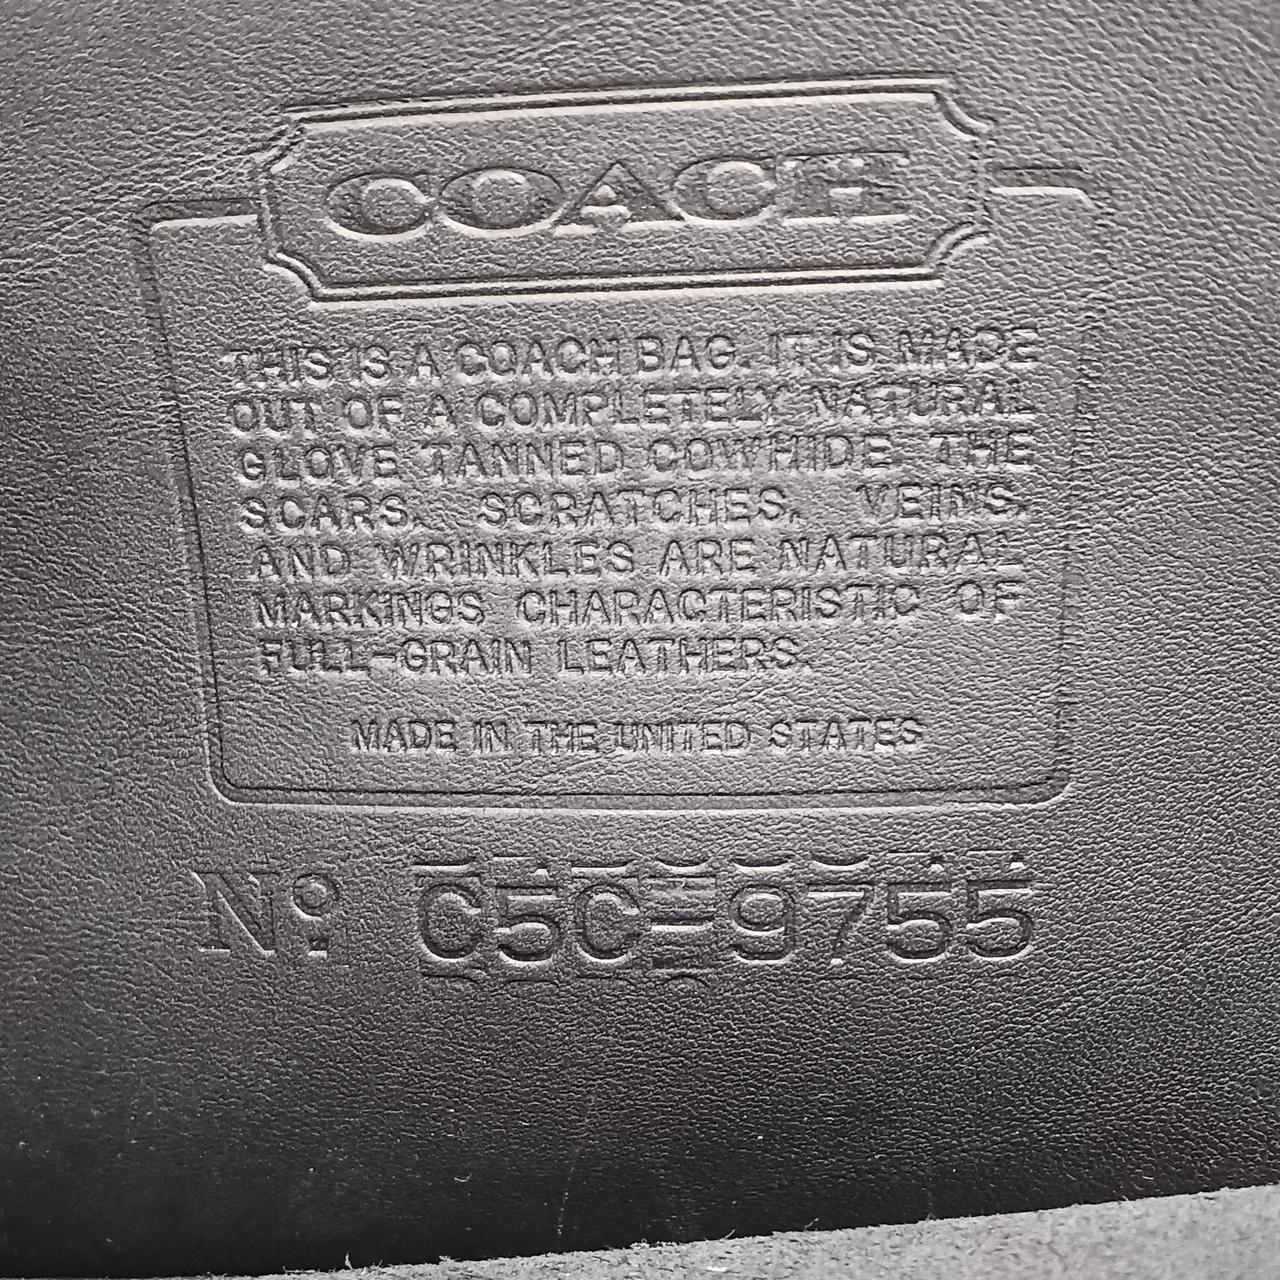 COACH
THIS IS A COACH BAG. IT IS MADE
OUT OF A COMPLETELY NATURAL
GLOVE TANNED COWHIDE. THE
SCARS, SCRATCHES, VEINS,
AND WRINKLES ARE NATURAL
MARKINGS CHARACTERISTIC OF
FULL-GRAIN LEATHERS.
MADE IN THE UNITED STATES
Nº C5C-9755